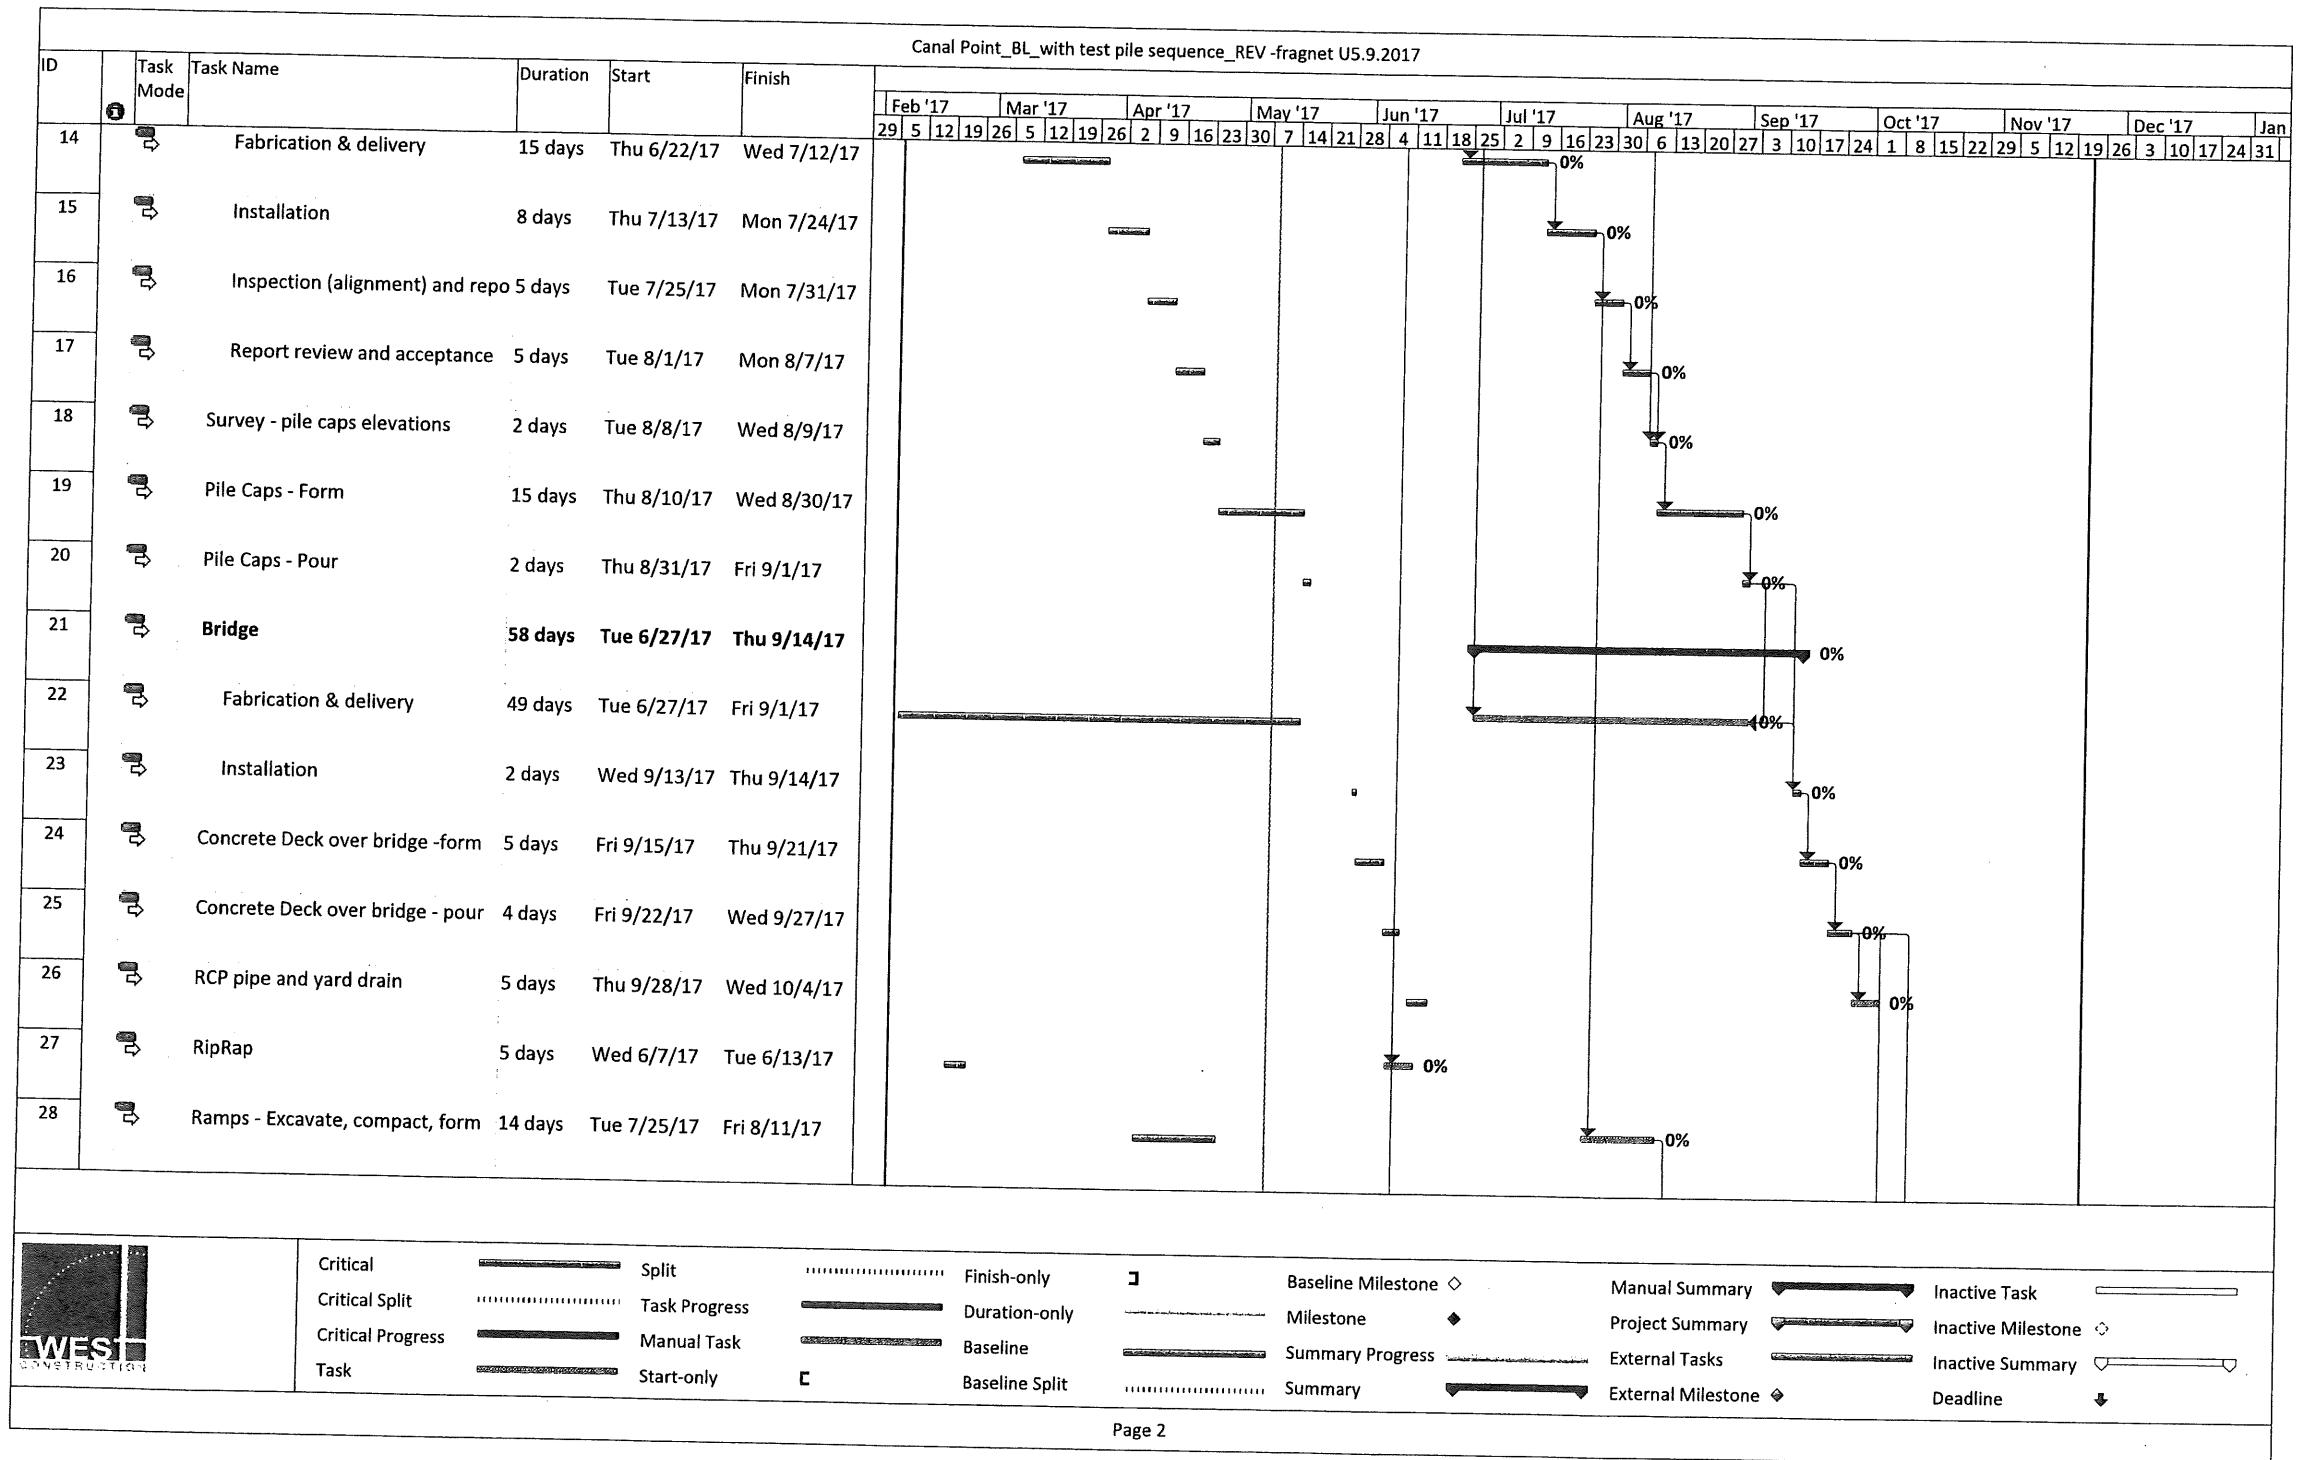 Canal Point_BL_with test pile sequence_REV -fragnet U5.9.2017
ID Task Mode Task Name Duration Start Finish
Feb '17 Mar '17 Apr '17 May '17 Jun '17 Jul '17 Aug '17 Sep '17 Oct '17 Nov '17 Dec '17 Jan
29 5 12 19 26 5 12 19 26 2 9 16 23 30 7 14 21 28 4 11 18 25 2 9 16 23 30 6 13 20 27 3 10 17 24 1 8 15 22 29 5 12 19 26 3 10 17 24 31
14 Fabrication & delivery 15 days Thu 6/22/17 Wed 7/12/17 0%
15 Installation 8 days Thu 7/13/17 Mon 7/24/17 0%
16 Inspection (alignment) and repo 5 days Tue 7/25/17 Mon 7/31/17 0%
17 Report review and acceptance 5 days Tue 8/1/17 Mon 8/7/17 0%
18 Survey - pile caps elevations 2 days Tue 8/8/17 Wed 8/9/17 0%
19 Pile Caps - Form 15 days Thu 8/10/17 Wed 8/30/17 0%
20 Pile Caps - Pour 2 days Thu 8/31/17 Fri 9/1/17 0%
21 Bridge 58 days Tue 6/27/17 Thu 9/14/17 0%
22 Fabrication & delivery 49 days Tue 6/27/17 Fri 9/1/17 0%
23 Installation 2 days Wed 9/13/17 Thu 9/14/17 0%
24 Concrete Deck over bridge -form 5 days Fri 9/15/17 Thu 9/21/17 0%
25 Concrete Deck over bridge - pour 4 days Fri 9/22/17 Wed 9/27/17 0%
26 RCP pipe and yard drain 5 days Thu 9/28/17 Wed 10/4/17 0%
27 RipRap 5 days Wed 6/7/17 Tue 6/13/17 0%
28 Ramps - Excavate, compact, form 14 days Tue 7/25/17 Fri 8/11/17 0%
WEST
CONSTRUCTION
Critical Split Finish-only Baseline Milestone Manual Summary Inactive Task
Critical Split Task Progress Duration-only Milestone Project Summary Inactive Milestone
Critical Progress Manual Task Baseline Summary Progress External Tasks Inactive Summary
Task Start-only Baseline Split Summary External Milestone Deadline
Page 2